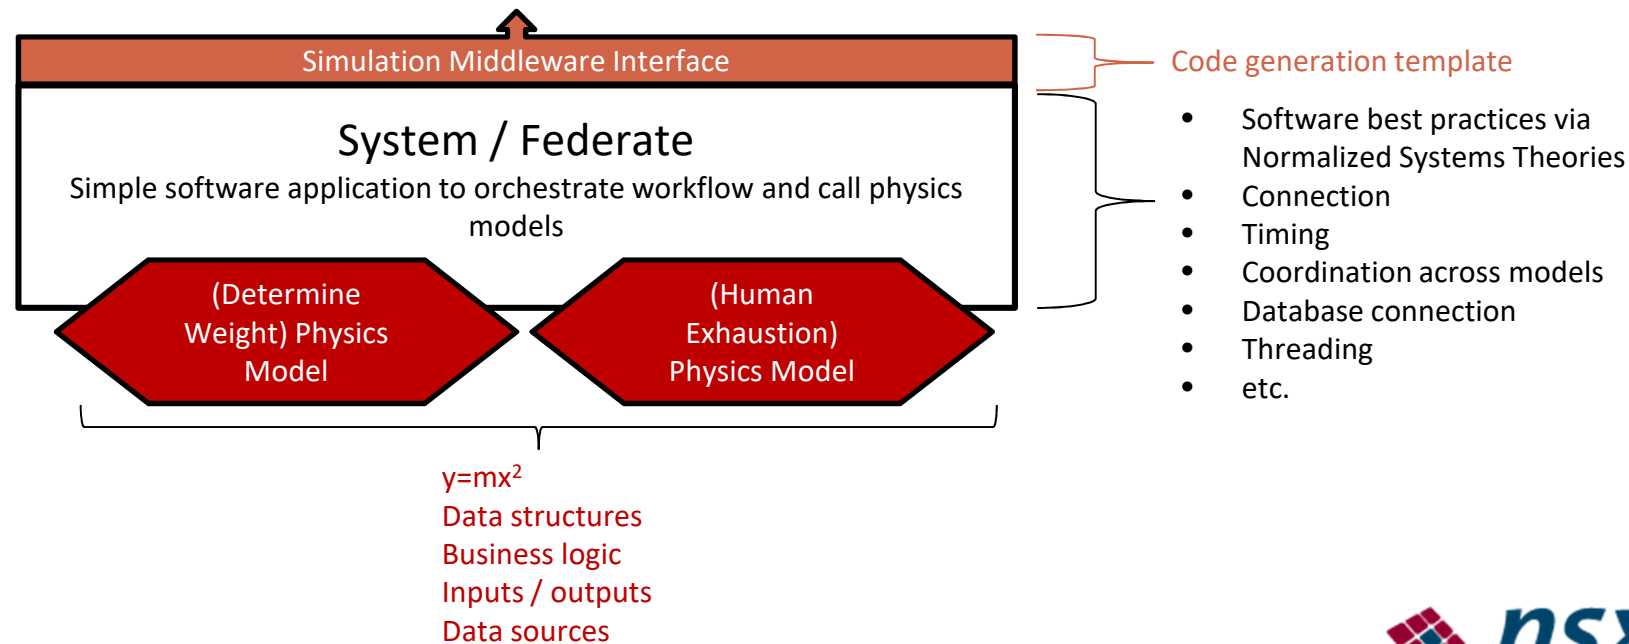 Simulation Middleware Interface
Code generation template
System / Federate
Simple software application to orchestrate workflow and call physics
models
• Software best practices via
Normalized Systems Theories
• Connection
• Timing
• Coordination across models
• Database connection
• Threading
• etc.
(Determine
Weight) Physics
Model
(Human
Exhaustion)
Physics Model
y=mx²
Data structures
Business logic
Inputs / outputs
Data sources
nsx